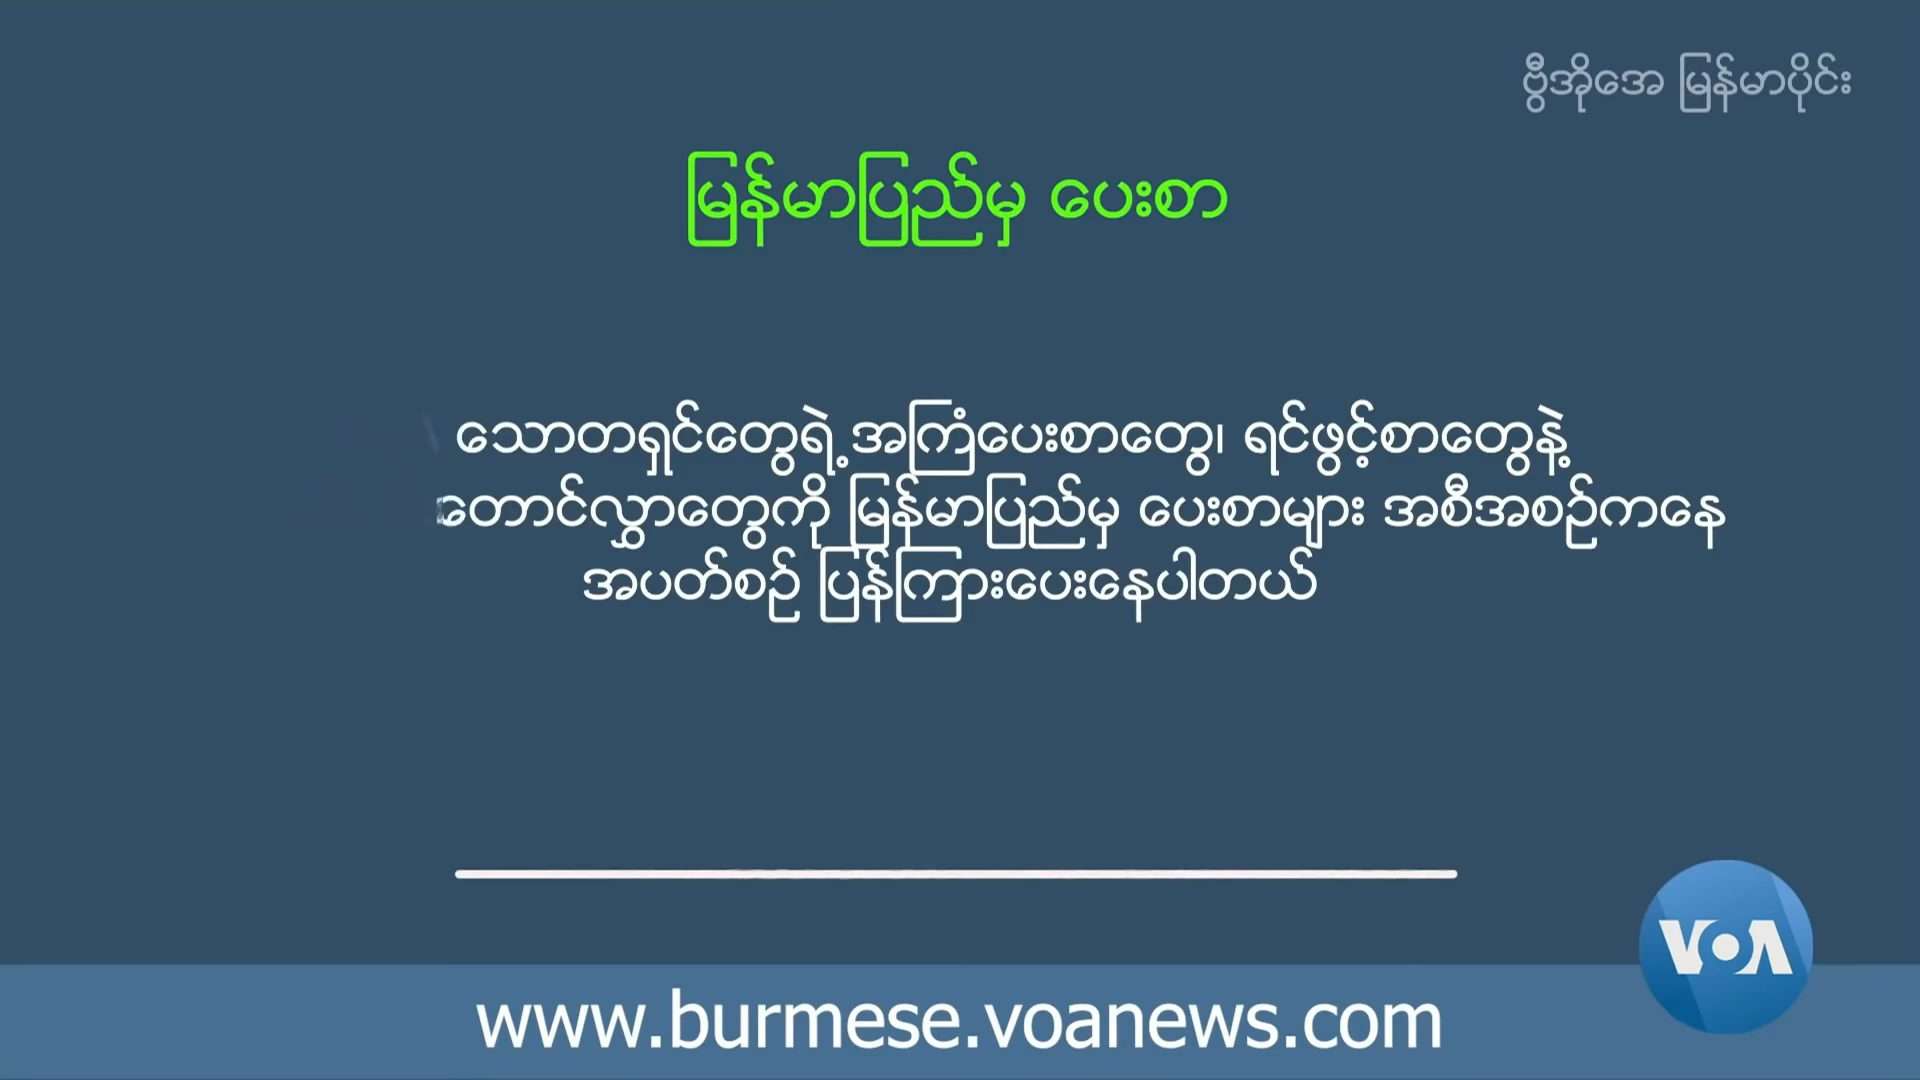 ဗွီအိုအေ မြန်မာပိုင်း
မြန်မာပြည်မှ ပေးစာ
သောတရှင်တွေရဲ့ အကြံပေးစာတွေ၊ ရင်ဖွင့်စာတွေနဲ့
တောင်လွှာတွေကို မြန်မာပြည်မှ ပေးစာများ အစီအစဉ်ကနေ
အပတ်စဉ် ပြန်ကြားပေးနေပါတယ်
VOA
www.burmese.voanews.com